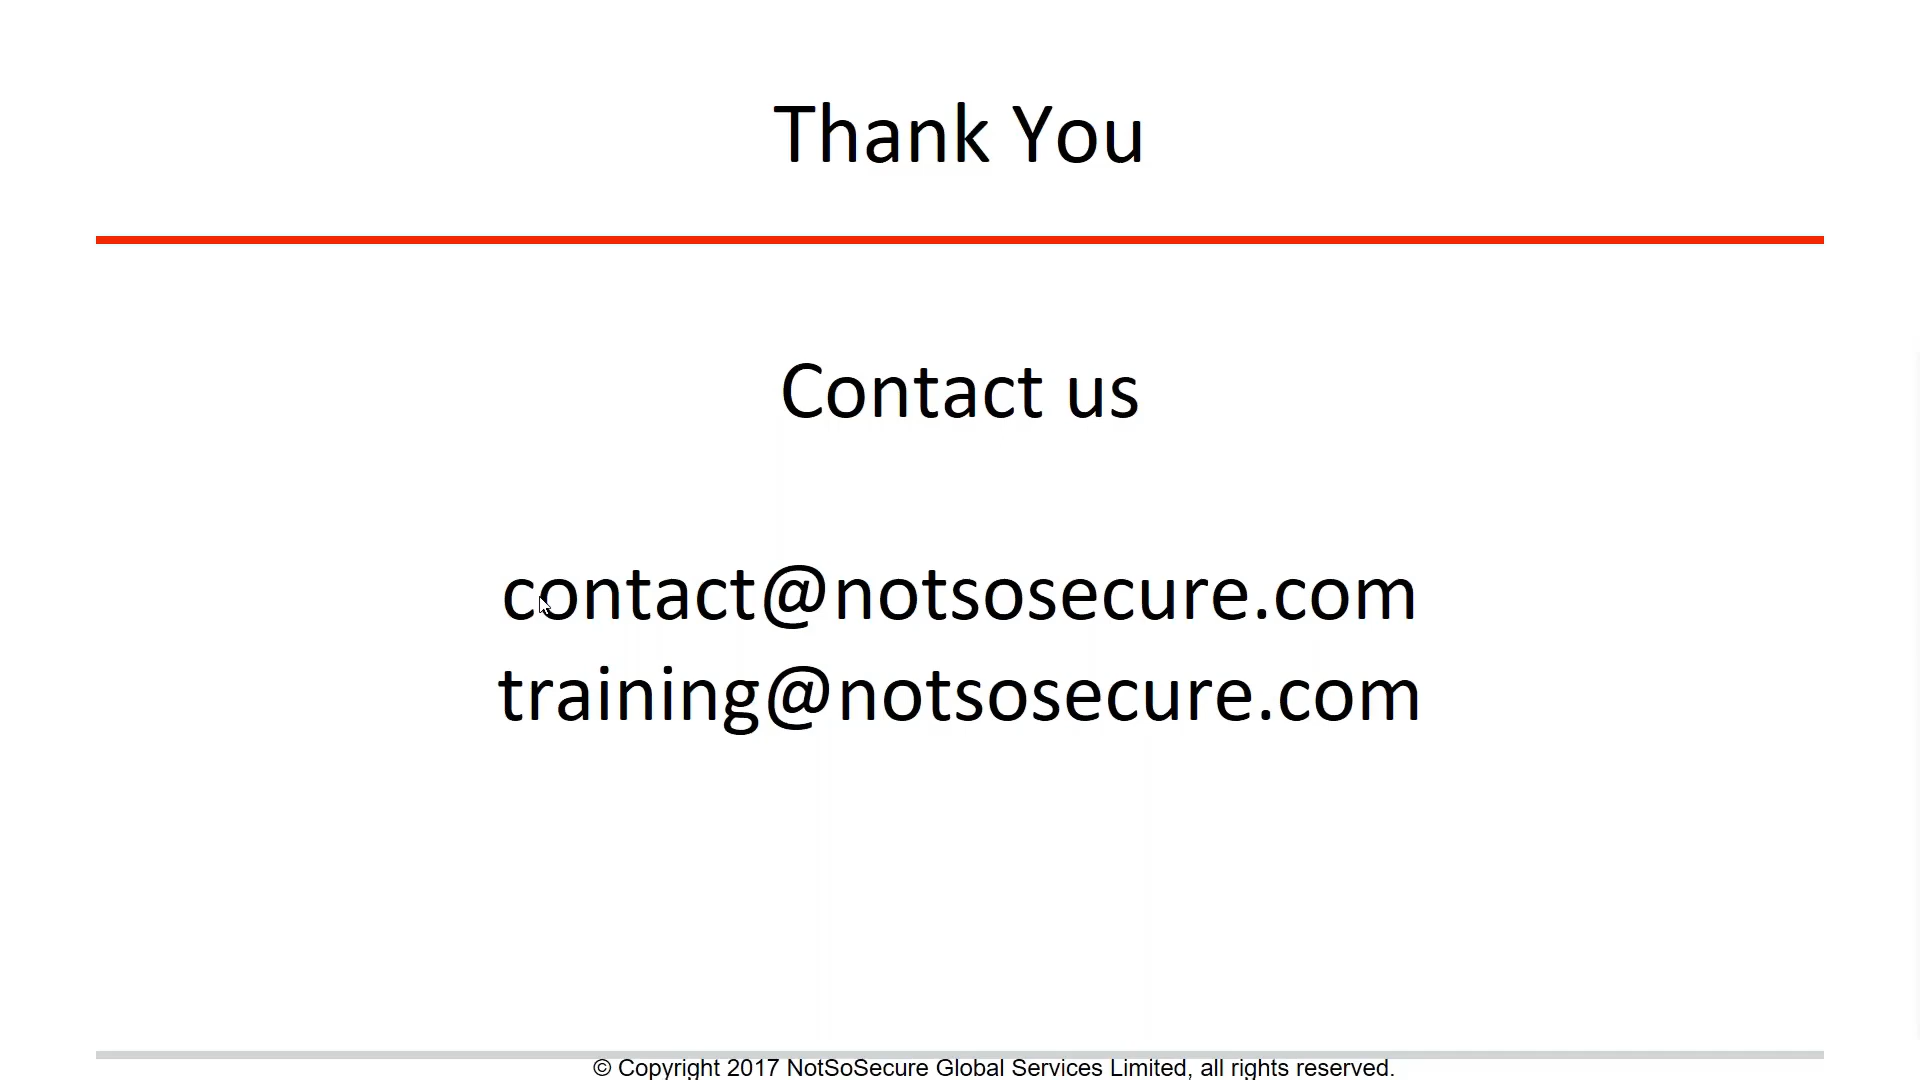 Thank You
Contact us
contact@notsosecure.com
training@notsosecure.com
© Copyright 2017 NotSoSecure Global Services Limited, all rights reserved.